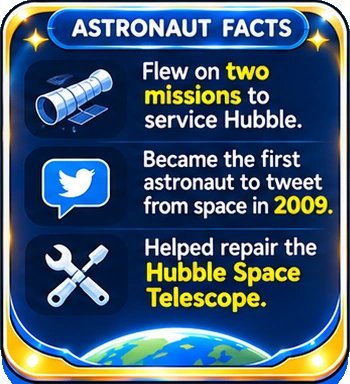 ASTRONAUT FACTS
Flew on two
missions to
service Hubble.
Became the first
astronaut to tweet
from space in 2009.
Helped repair the
Hubble Space
Telescope.